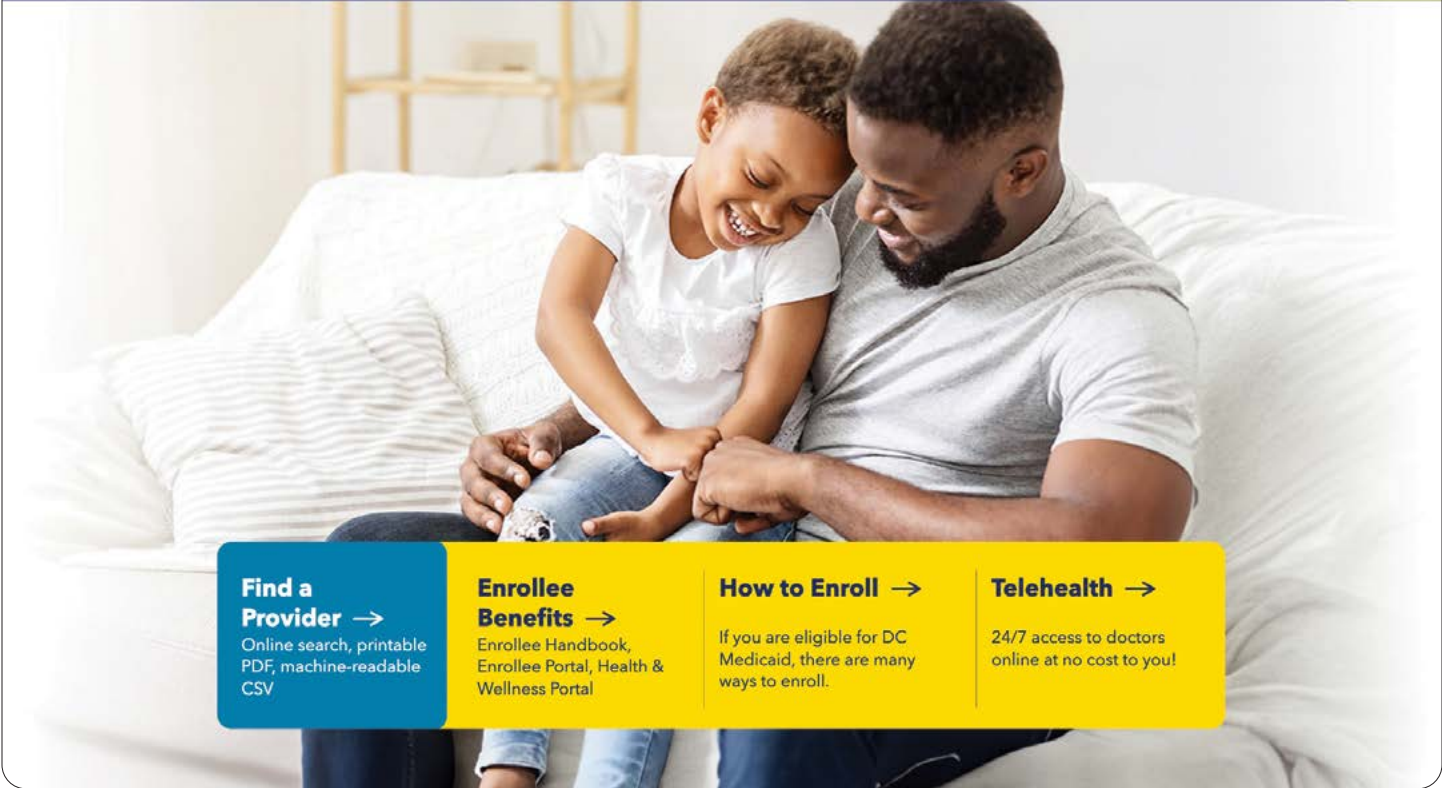 Find a
Provider →
Online search, printable
PDF, machine-readable
CSV
Enrollee
Benefits →
Enrollee Handbook,
Enrollee Portal, Health &
Wellness Portal
How to Enroll →
If you are eligible for DC
Medicaid, there are many
ways to enroll.
Telehealth →
24/7 access to doctors
online at no cost to you!